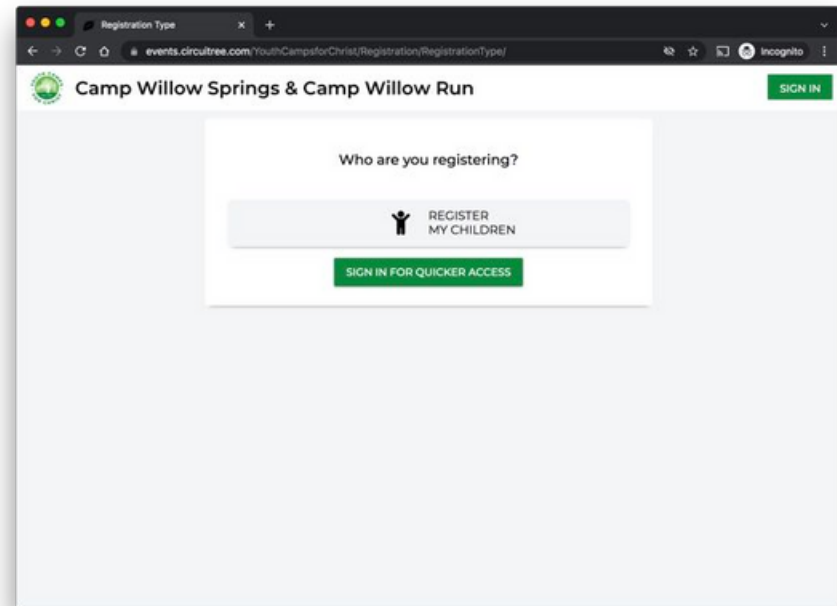 Registration Type
events.circuitree.com/YouthCampsforChrist/Registration/RegistrationType/
Incognito
Camp Willow Springs & Camp Willow Run
SIGN IN
Who are you registering?
REGISTER
MY CHILDREN
SIGN IN FOR QUICKER ACCESS